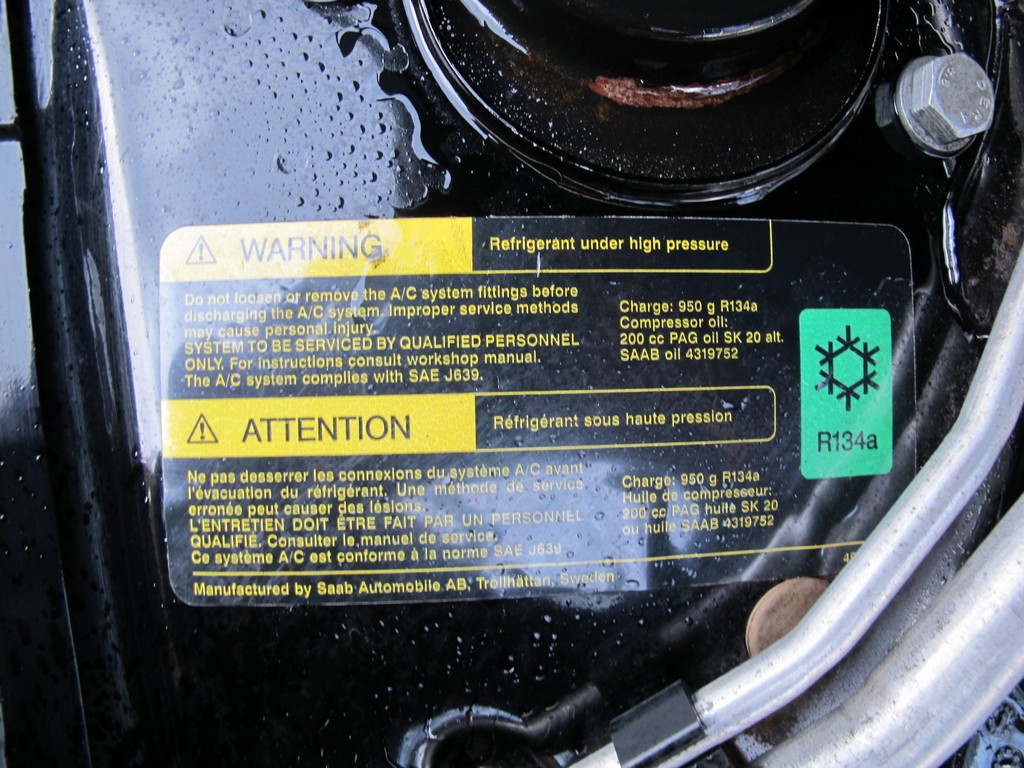 WARNING
Refrigerant under high pressure
Do not loosen or remove the A/C system fittings before
discharging the A/C system. Improper service methods
may cause personal injury.
SYSTEM TO BE SERVICED BY QUALIFIED PERSONNEL
ONLY. For instructions consult workshop manual.
The A/C system complies with SAE J639.
Charge: 950 g R134a
Compressor oil:
200 cc PAG oil SK 20 alt.
SAAB oil 4319752
R134a
ATTENTION
Réfrigérant sous haute pression
Ne pas desserrer les connexions du système A/C avant
l'évacuation du réfrigérant. Une méthode de service
erronée peut causer des lésions.
L'ENTRETIEN DOIT ÊTRE FAIT PAR UN PERSONNEL
QUALIFIÉ. Consulter le manuel de service.
Ce système A/C est conforme à la norme SAE J639.
Charge: 950 g R134a
Huile de compresseur:
200 cc PAG huile SK 20
ou huile SAAB 4319752
Manufactured by Saab Automobile AB, Trollhättan, Sweden